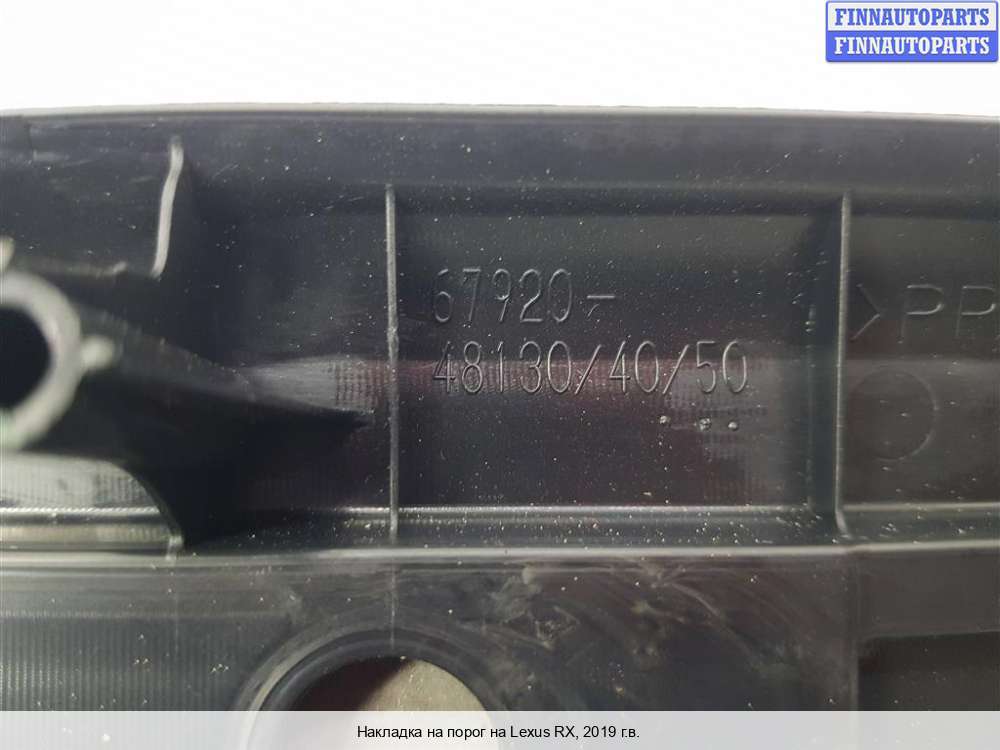 FINNAUTOPARTS
FINNAUTOPARTS
67920-
48130/40/50
>PP
Накладка на порог на Lexus RX, 2019 г.в.